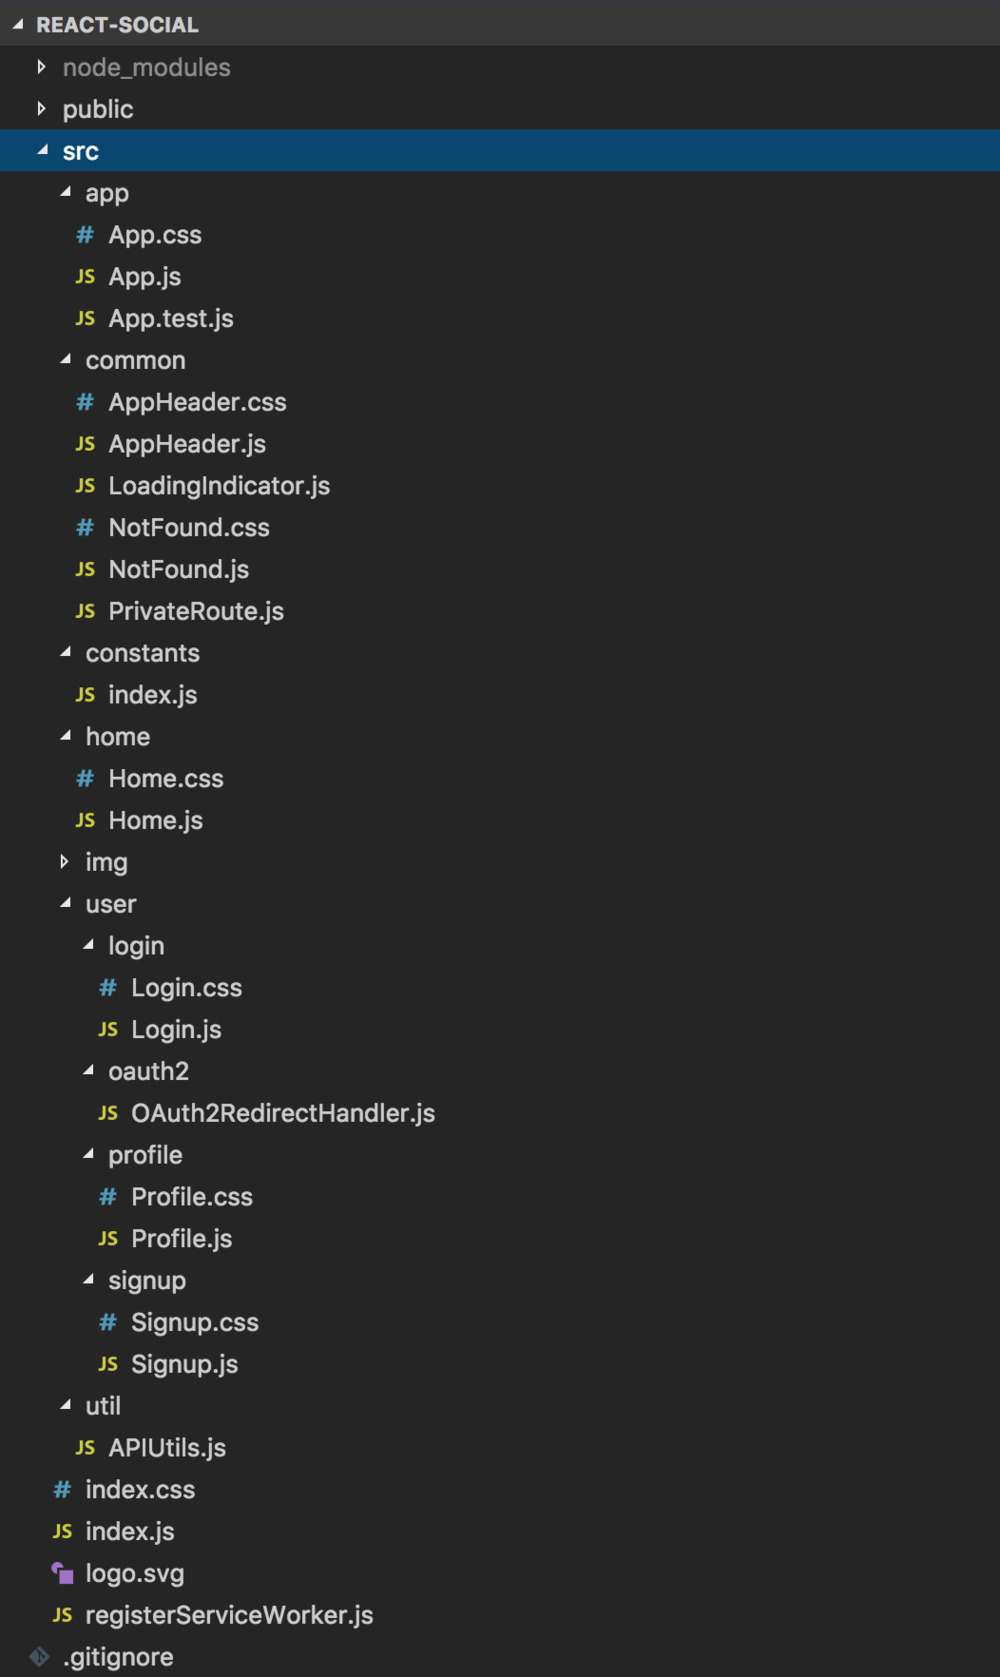 REACT-SOCIAL
node_modules
public
src
app
# App.css
JS App.js
JS App.test.js
common
# AppHeader.css
JS AppHeader.js
JS LoadingIndicator.js
# NotFound.css
JS NotFound.js
JS PrivateRoute.js
constants
JS index.js
home
# Home.css
JS Home.js
img
user
login
# Login.css
JS Login.js
oauth2
JS OAuth2RedirectHandler.js
profile
# Profile.css
JS Profile.js
signup
# Signup.css
JS Signup.js
util
JS APIUtils.js
# index.css
JS index.js
logo.svg
JS registerServiceWorker.js
.gitignore